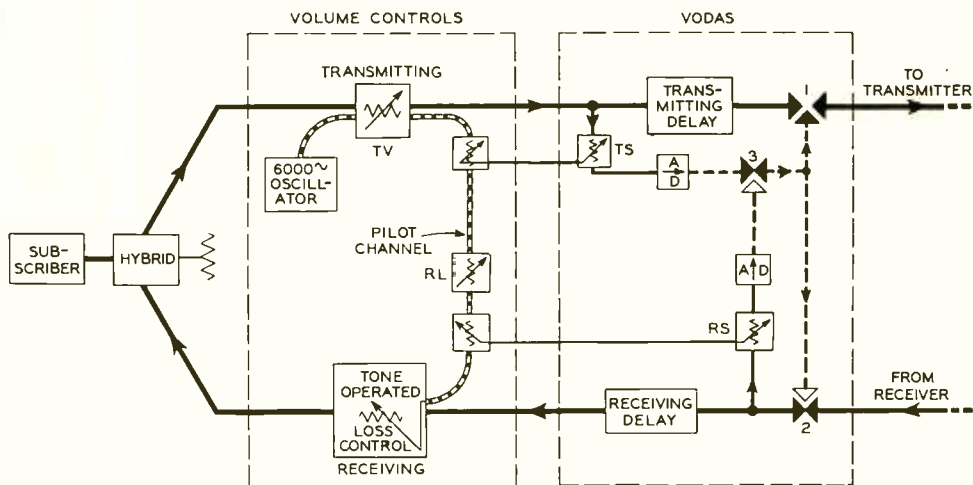 VOLUME CONTROLS
VODAS
TRANSMITTING
TV
6000~
OSCILL-
ATOR
TRANS-
MITTING
DELAY
1
TO
TRANSMITTER
TS
A
D
3
PILOT
CHANNEL
SUB-
SCRIBER
HYBRID
RL
A D
RS
TONE
OPERATED
LOSS
CONTROL
RECEIVING
RECEIVING
DELAY
2
FROM
RECEIVER